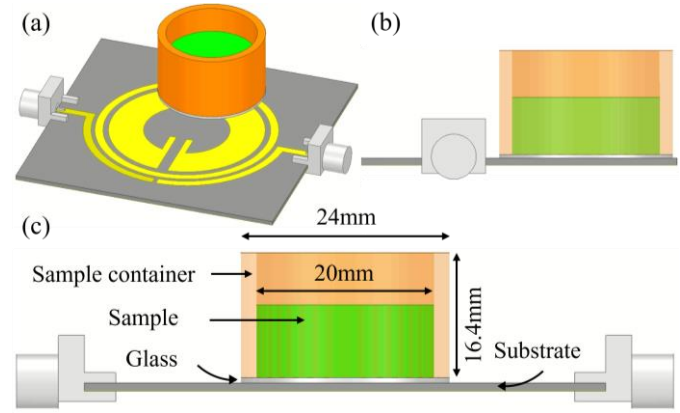 (a)
(b)
(c)
24mm
Sample container
20mm
Sample
16.4mm
Glass
Substrate